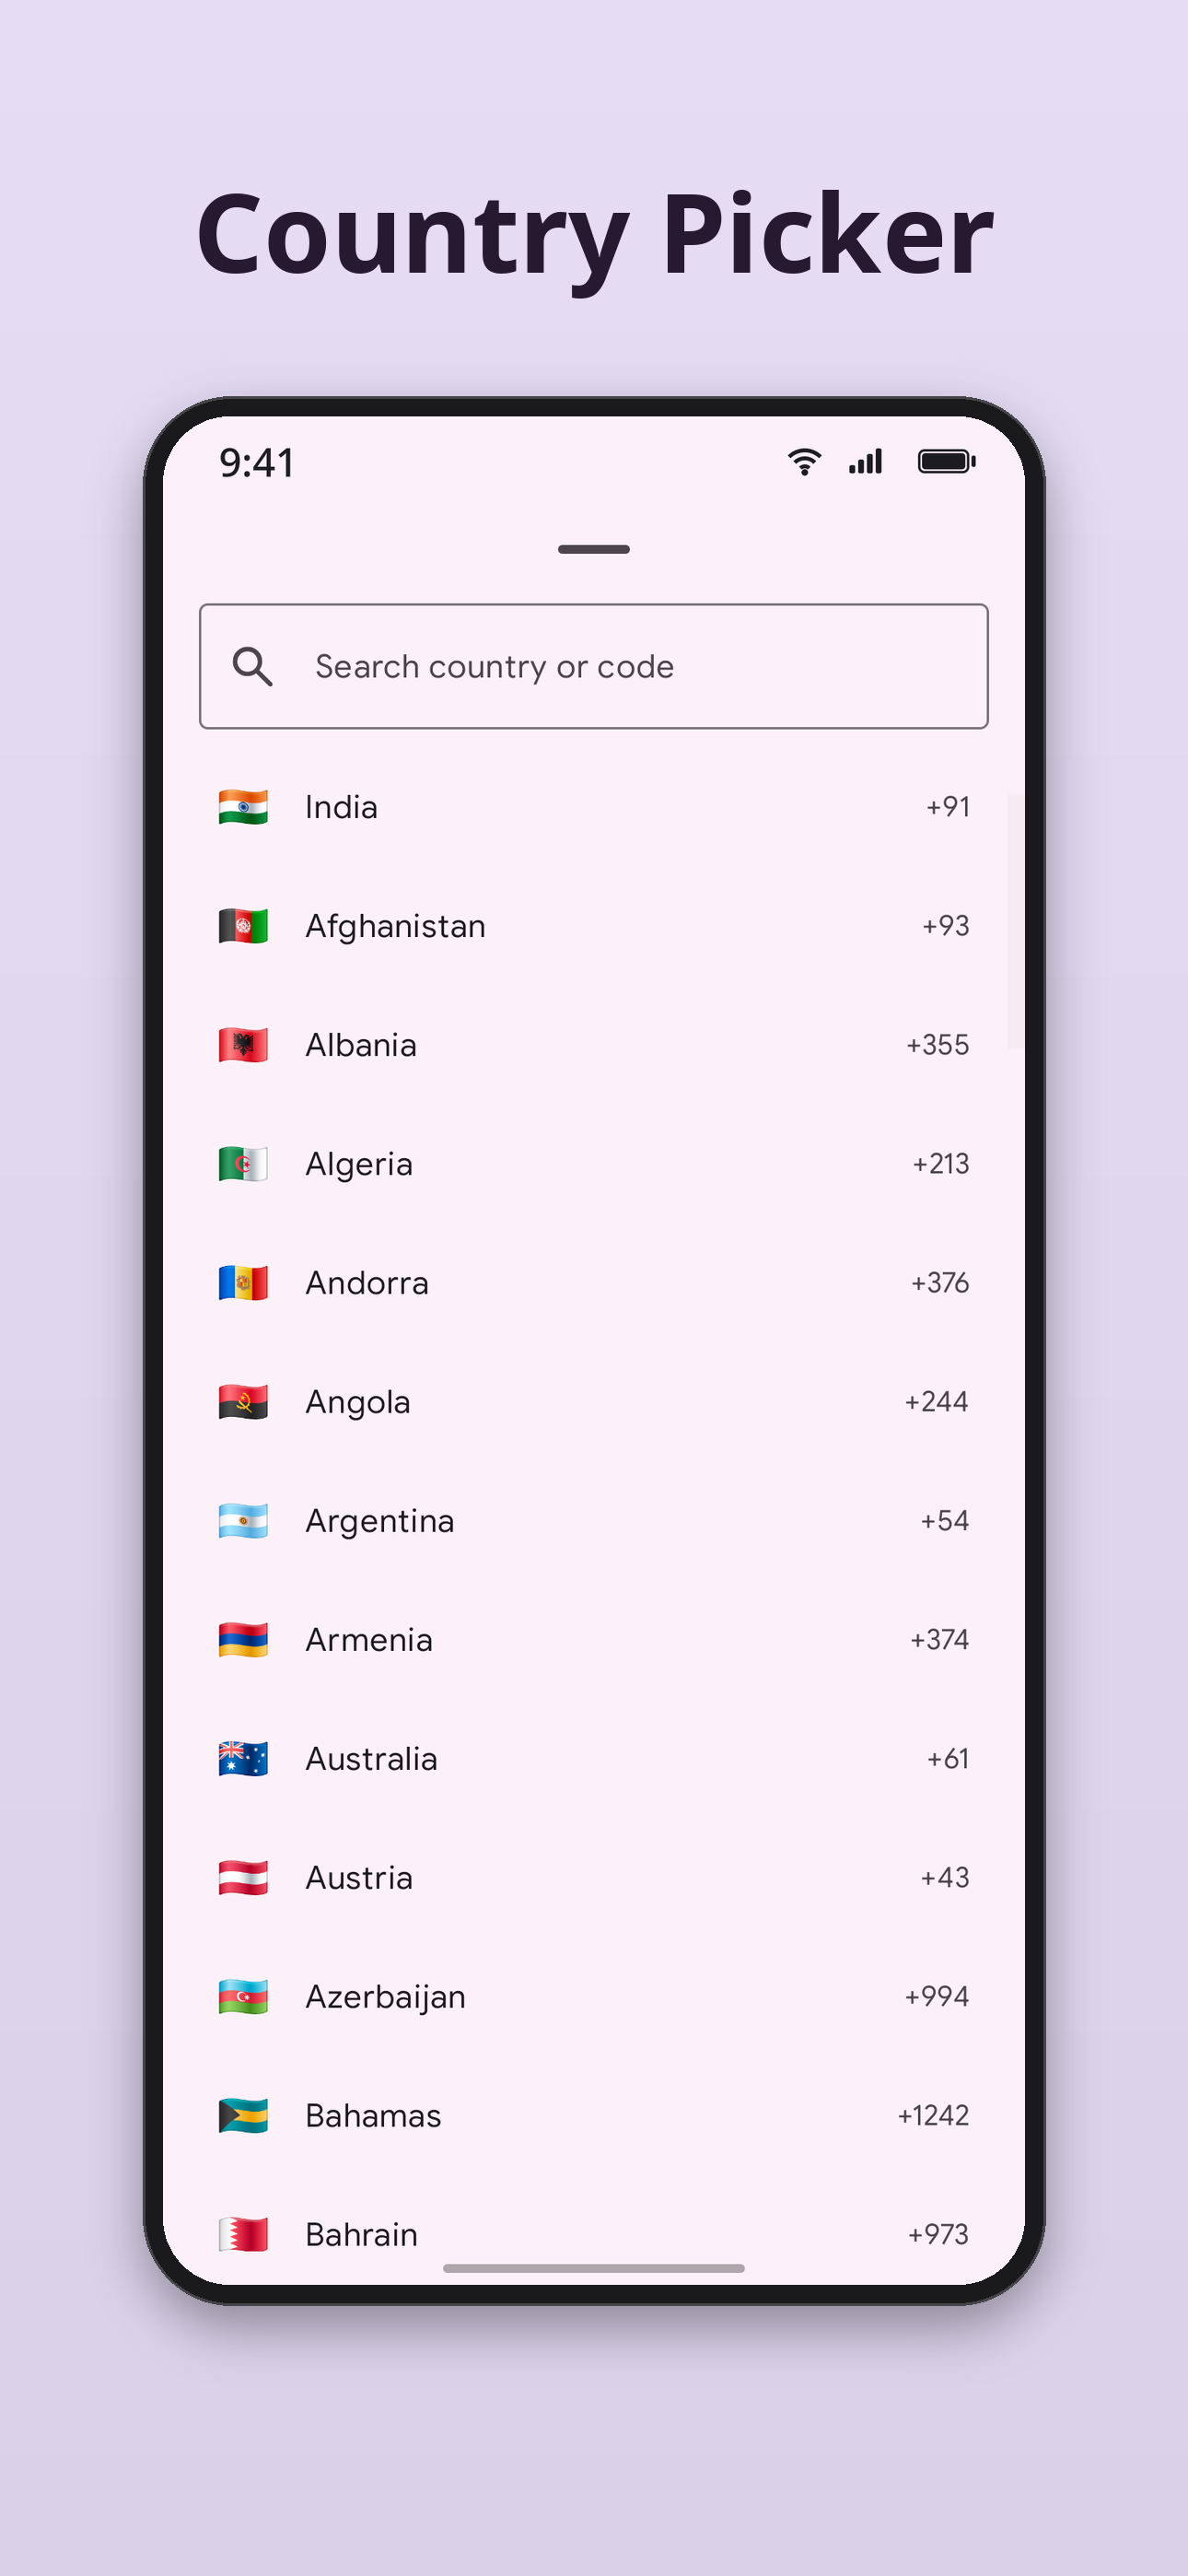 Country Picker
9:41
Search country or code
India +91
Afghanistan +93
Albania +355
Algeria +213
Andorra +376
Angola +244
Argentina +54
Armenia +374
Australia +61
Austria +43
Azerbaijan +994
Bahamas +1242
Bahrain +973